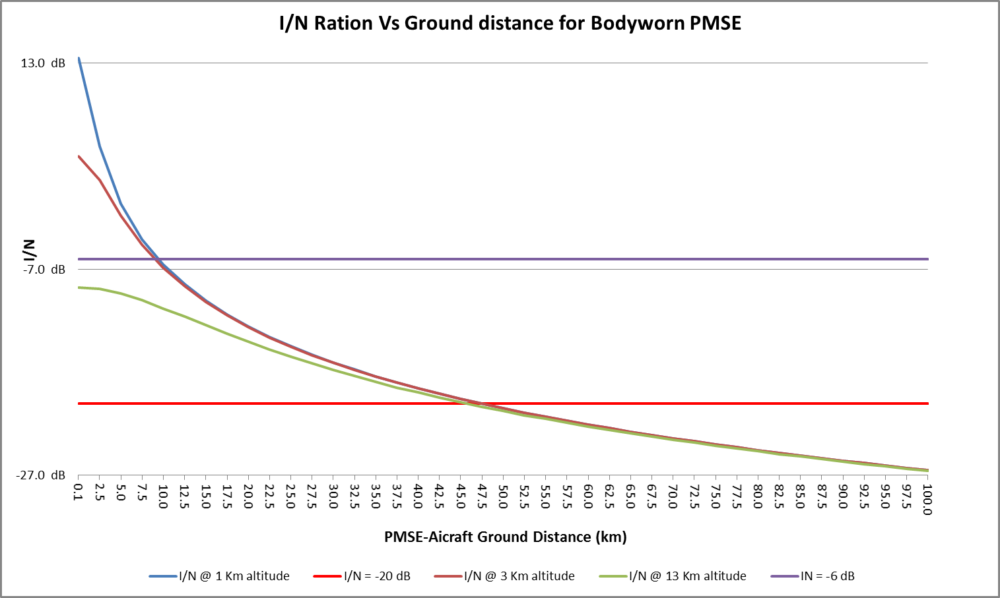 I/N Ration Vs Ground distance for Bodyworn PMSE
13.0 dB
I/N
-7.0 dB
-27.0 dB
0.1 2.5 5.0 7.5 10.0 12.5 15.0 17.5 20.0 22.5 25.0 27.5 30.0 32.5 35.0 37.5 40.0 42.5 45.0 47.5 50.0 52.5 55.0 57.5 60.0 62.5 65.0 67.5 70.0 72.5 75.0 77.5 80.0 82.5 85.0 87.5 90.0 92.5 95.0 97.5 100.0
PMSE-Aicraft Ground Distance (km)
I/N @ 1 Km altitude I/N = -20 dB I/N @ 3 Km altitude I/N @ 13 Km altitude IN = -6 dB